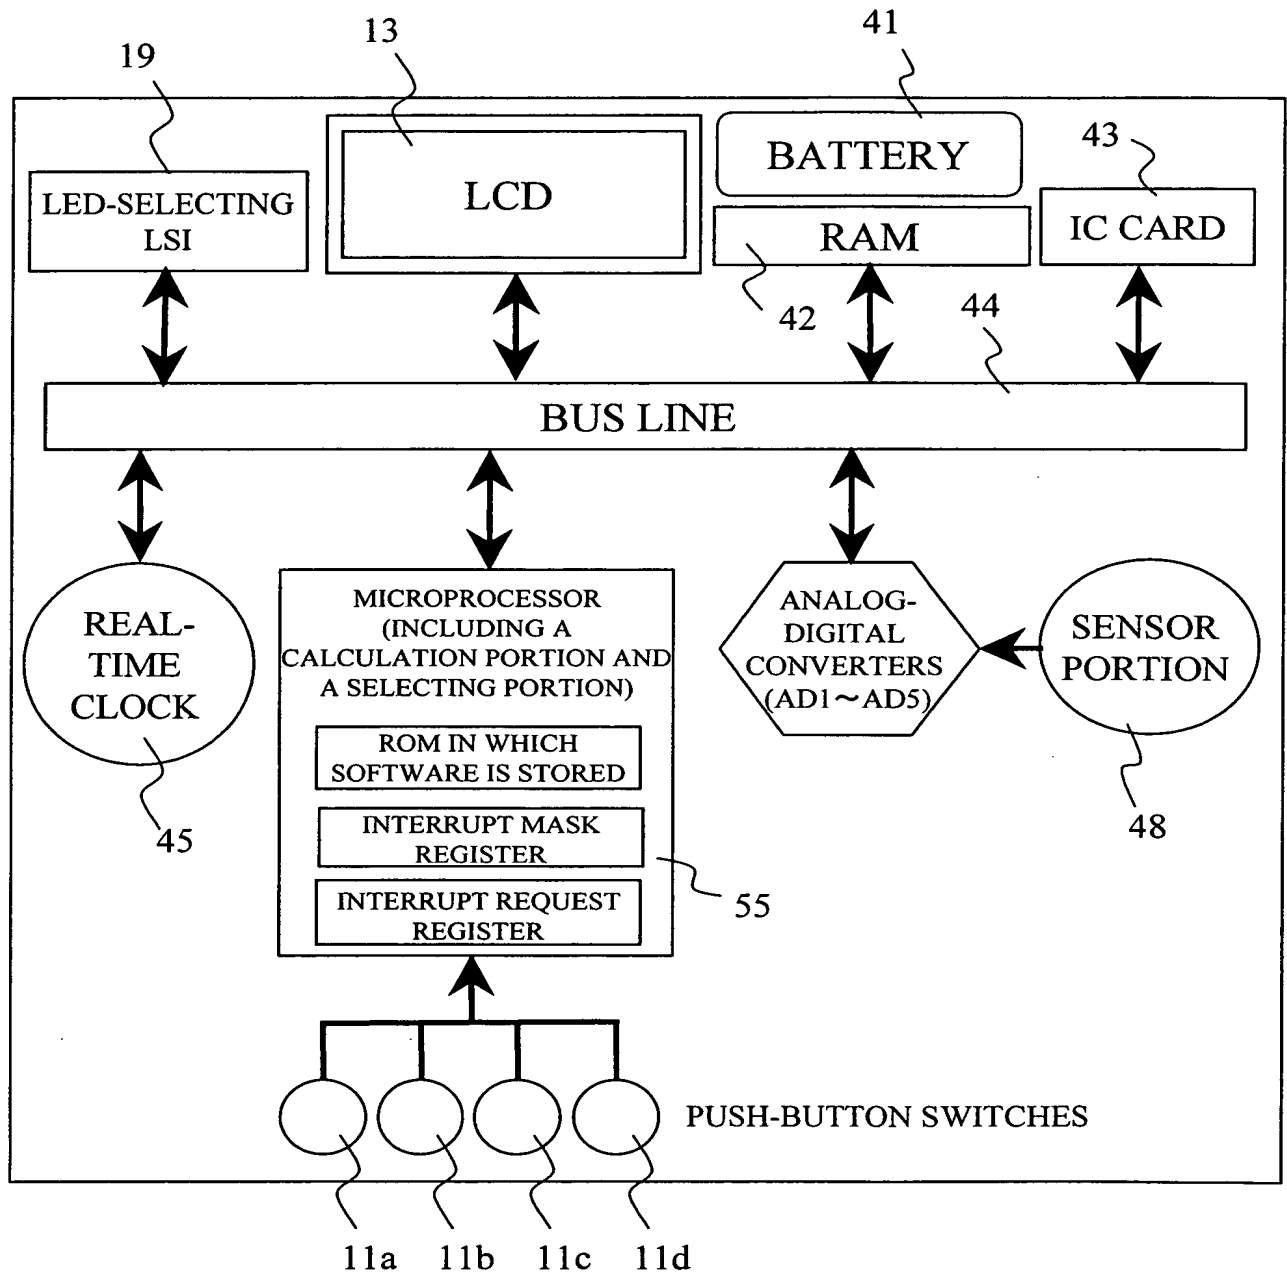 13
41
19
43
BATTERY
LED-SELECTING
LSI
LCD
RAM
IC CARD
42
44
BUS LINE
REAL-
TIME
CLOCK
MICROPROCESSOR
(INCLUDING A
CALCULATION PORTION AND
A SELECTING PORTION)
ROM IN WHICH
SOFTWARE IS STORED
INTERRUPT MASK
REGISTER
INTERRUPT REQUEST
REGISTER
ANALOG-
DIGITAL
CONVERTERS
(AD1～AD5)
SENSOR
PORTION
45
48
55
PUSH-BUTTON SWITCHES
11a
11b
11c
11d